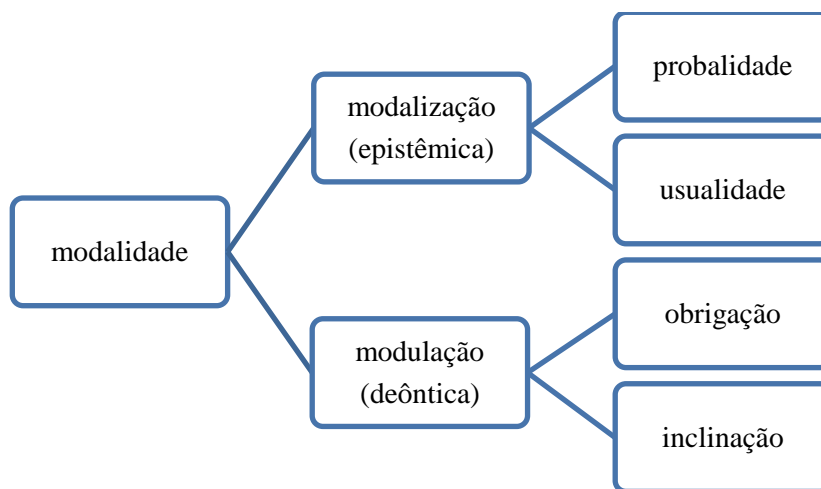 modalidade
modalização
(epistêmica)
probalidade
usualidade
modulação
(deôntica)
obrigação
inclinação